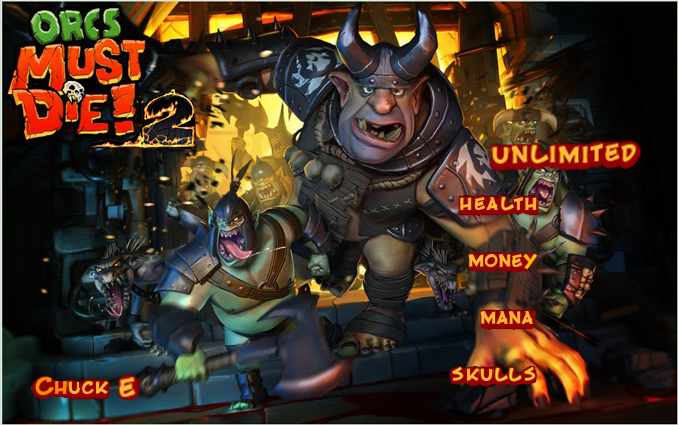 ORCS
MUST
DIE!
2
UNLIMITED
HEALTH
MONEY
MANA
SKULLS
CHUCK E